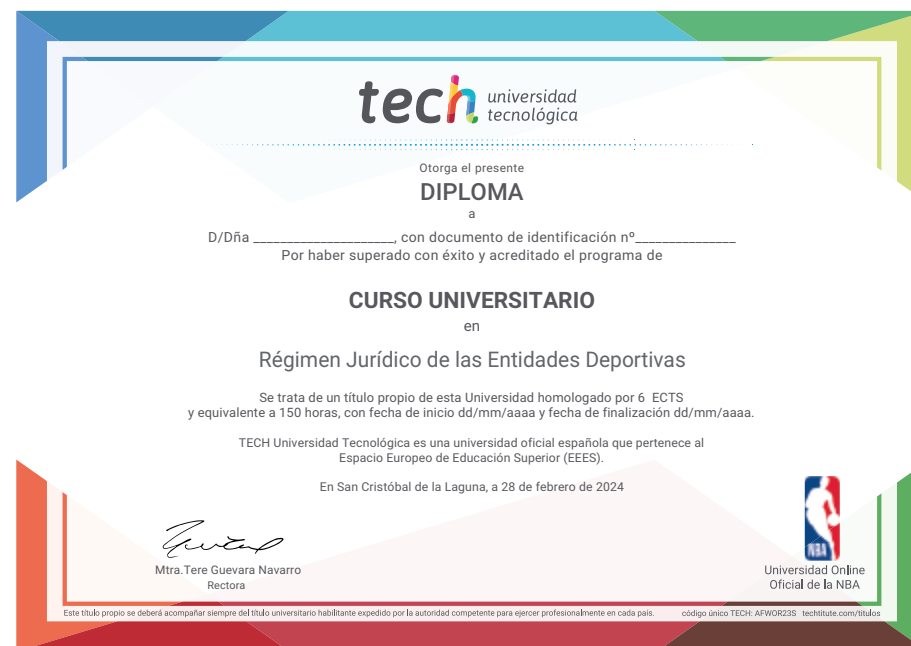 tech universidad
tecnológica
Otorga el presente
DIPLOMA
a
D/Dña _____________________, con documento de identificación nº_______________
Por haber superado con éxito y acreditado el programa de
CURSO UNIVERSITARIO
en
Régimen Jurídico de las Entidades Deportivas
Se trata de un título propio de esta Universidad homologado por 6 ECTS
y equivalente a 150 horas, con fecha de inicio dd/mm/aaaa y fecha de finalización dd/mm/aaaa.
TECH Universidad Tecnológica es una universidad oficial española que pertenece al
Espacio Europeo de Educación Superior (EEES).
En San Cristóbal de la Laguna, a 28 de febrero de 2024
NBA
Mtra.Tere Guevara Navarro
Rectora
Universidad Online
Oficial de la NBA
Este título propio se deberá acompañar siempre del título universitario habilitante expedido por la autoridad competente para ejercer profesionalmente en cada país. código único TECH: AFWOR23S techtitute.com/titulos